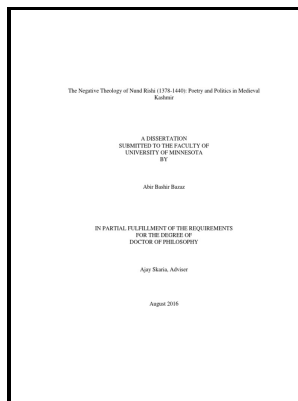 The Negative Theology of Nund Rishi (1378-1440): Poetry and Politics in Medieval
Kashmir
A DISSERTATION
SUBMITTED TO THE FACULTY OF
UNIVERSITY OF MINNESOTA
BY
Abir Bashir Bazaz
IN PARTIAL FULFILLMENT OF THE REQUIREMENTS
FOR THE DEGREE OF
DOCTOR OF PHILOSOPHY
Ajay Skaria, Adviser
August 2016